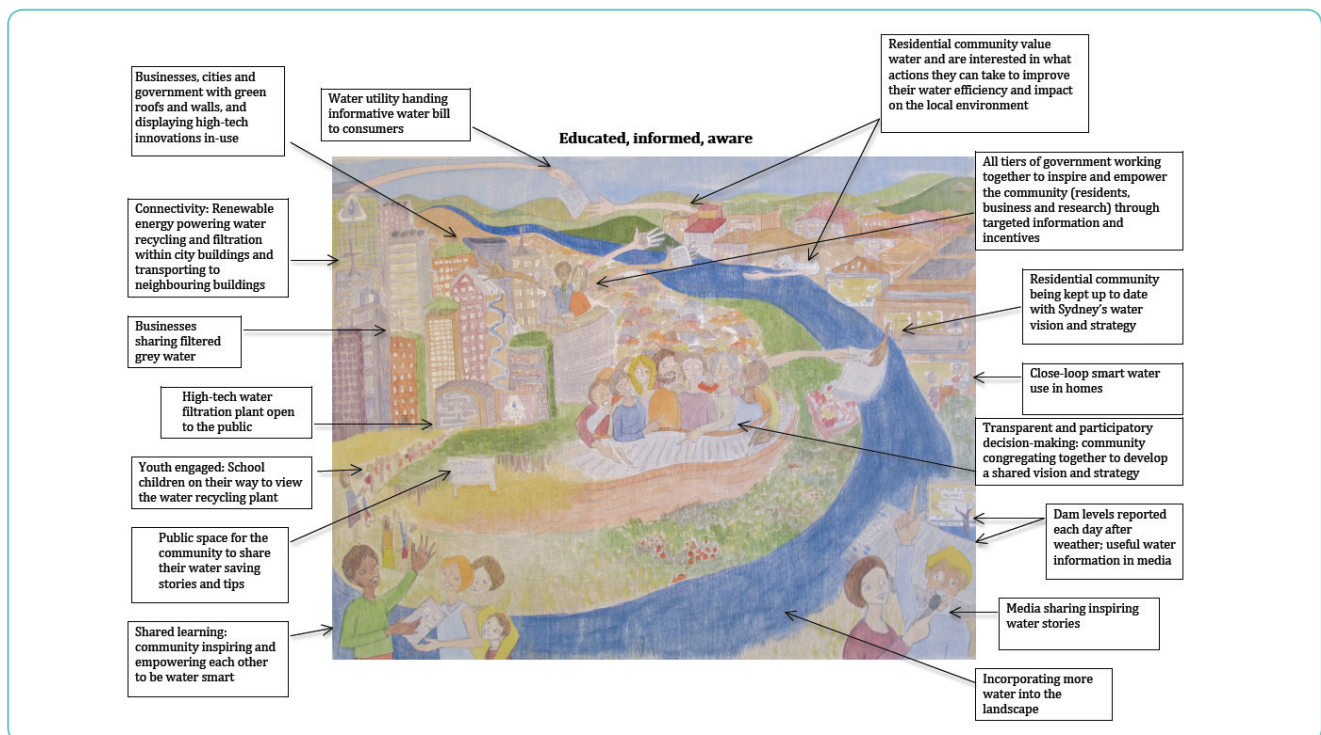 Educated, informed, aware
Businesses, cities and
government with green
roofs and walls, and
displaying high-tech
innovations in-use
Water utility handing
informative water bill
to consumers
Residential community value
water and are interested in what
actions they can take to improve
their water efficiency and impact
on the local environment
All tiers of government working
together to inspire and empower
the community (residents,
business and research) through
targeted information and
incentives
Connectivity: Renewable
energy powering water
recycling and filtration
within city buildings and
transporting to
neighbouring buildings
Residential community
being kept up to date
with Sydney's water
vision and strategy
Businesses
sharing filtered
grey water
Close-loop smart water
use in homes
High-tech water
filtration plant open
to the public
Transparent and participatory
decision-making: community
congregating together to develop
a shared vision and strategy
Youth engaged: School
children on their way to view
the water recycling plant
Dam levels reported
each day after
weather; useful water
information in media
Public space for the
community to share
their water saving
stories and tips
Media sharing inspiring
water stories
Shared learning:
community inspiring and
empowering each other
to be water smart
Incorporating more
water into the
landscape